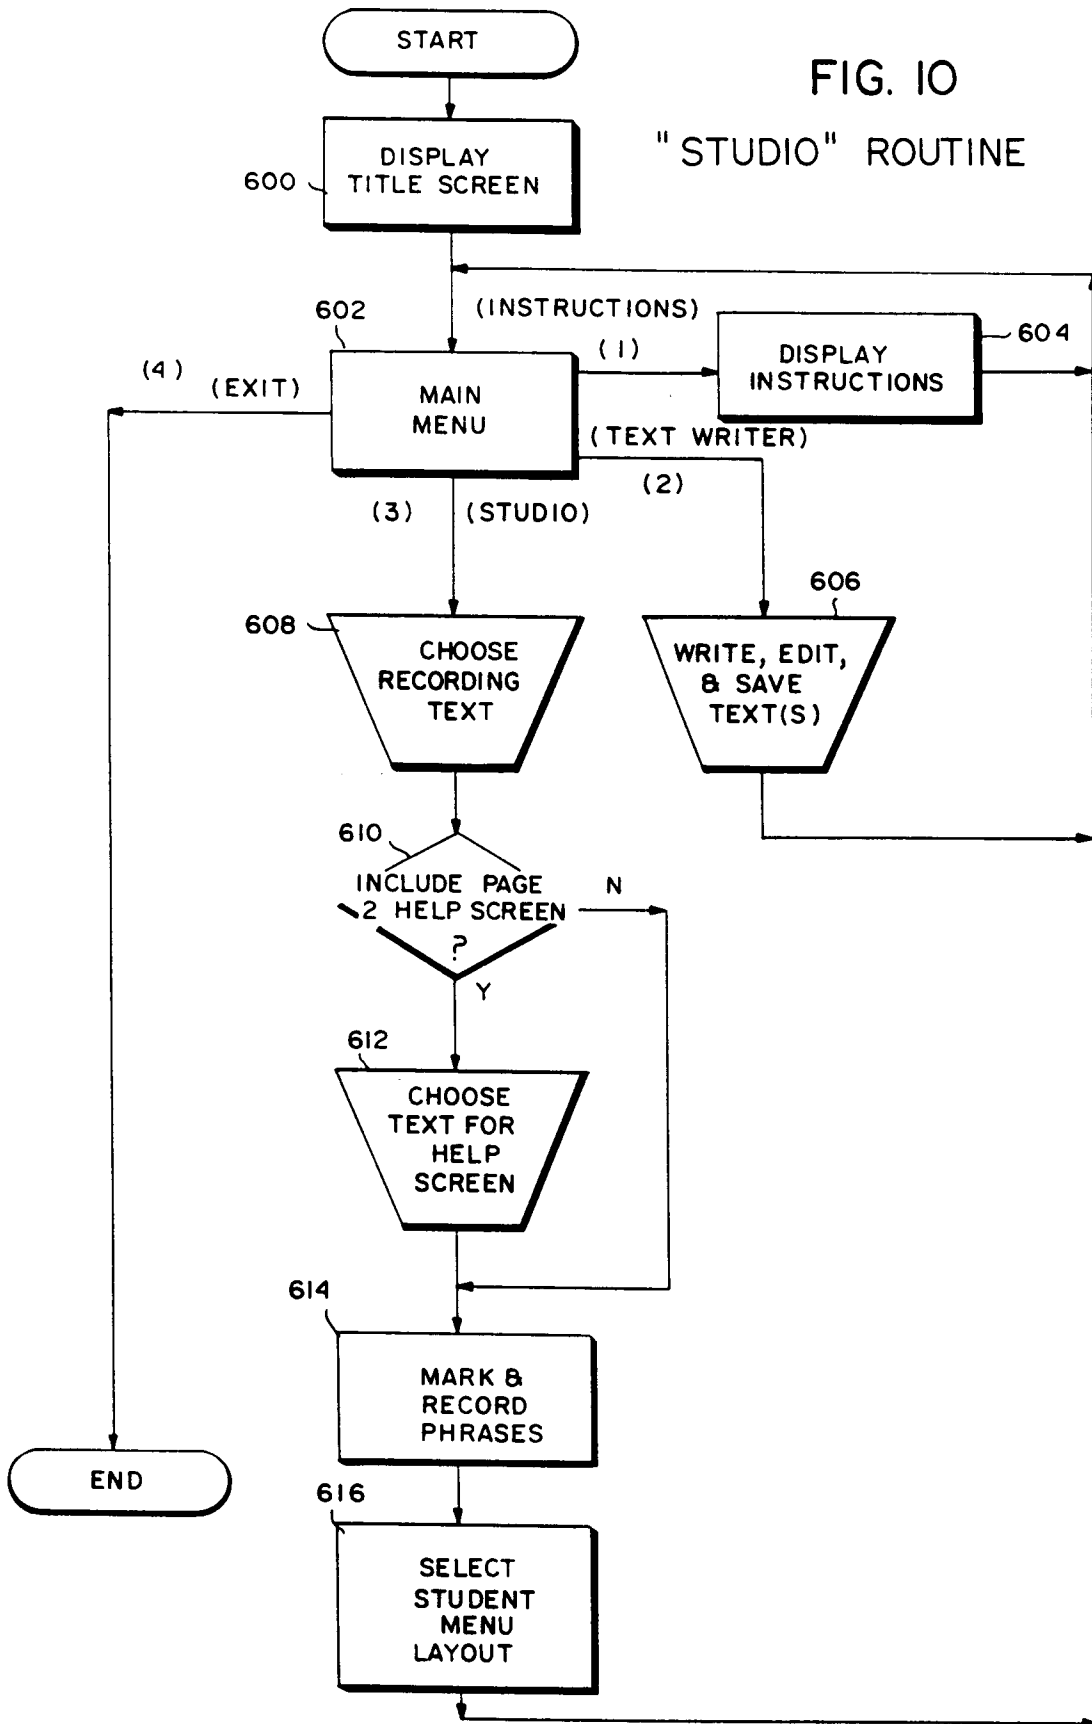 START
FIG. 10
"STUDIO" ROUTINE
DISPLAY
TITLE SCREEN
600
(INSTRUCTIONS)
602
(1)
604
DISPLAY
INSTRUCTIONS
(4)
(EXIT)
MAIN
MENU
(TEXT WRITER)
(2)
(3)
(STUDIO)
606
608
CHOOSE
RECORDING
TEXT
WRITE, EDIT,
& SAVE
TEXT(S)
610
INCLUDE PAGE
2 HELP SCREEN
?
N
Y
612
CHOOSE
TEXT FOR
HELP
SCREEN
614
MARK &
RECORD
PHRASES
END
616
SELECT
STUDENT
MENU
LAYOUT